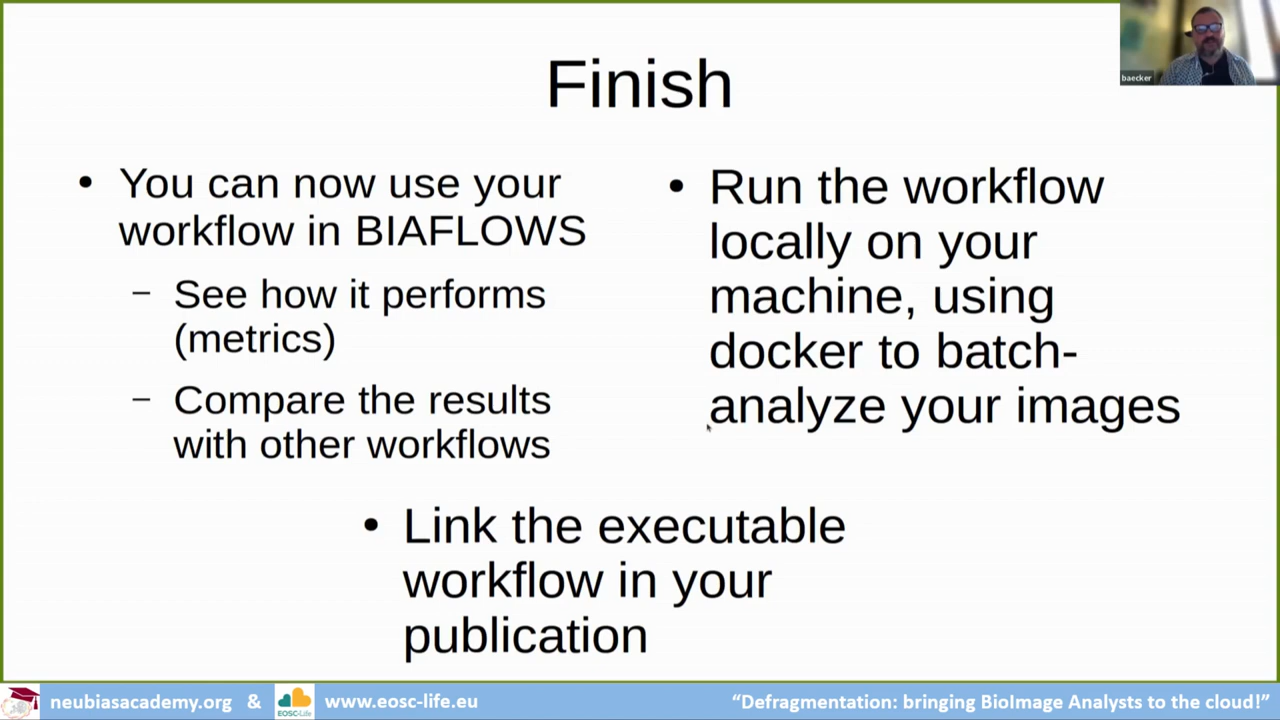 Finish
• You can now use your
workflow in BIAFLOWS
– See how it performs
(metrics)
– Compare the results
with other workflows
• Run the workflow
locally on your
machine, using
docker to batch-
analyze your images
• Link the executable
workflow in your
publication
baecker
neubiasacademy.org & EOSC-Life www.eosc-life.eu “Defragmentation: bringing BioImage Analysts to the cloud!”